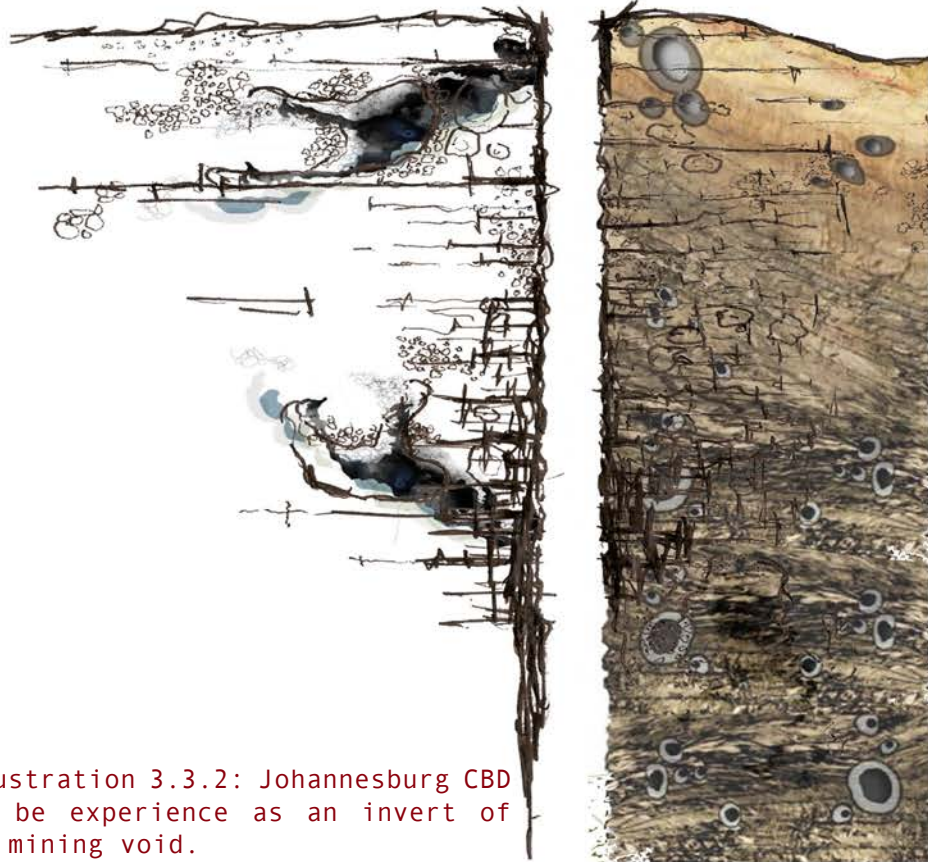 ustration 3.3.2: Johannesburg CBD
be experience as an invert of
mining void.